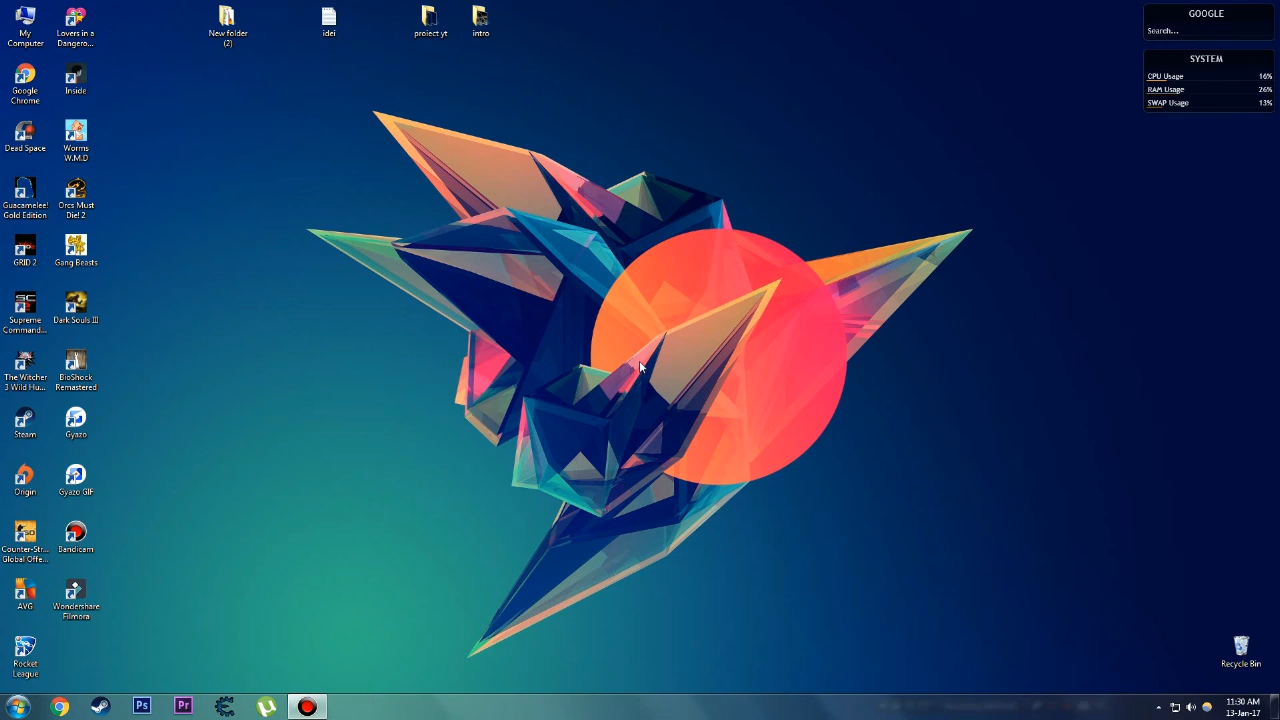 My
Computer
Lovers in a
Dangero...
New folder
(2)
idei
proiect yt
intro
GOOGLE
Search...
SYSTEM
CPU Usage 16%
RAM Usage 26%
SWAP Usage 13%
Google
Chrome
Inside
Dead Space
Worms
W.M.D
Guacamelee!
Gold Edition
Orcs Must
Die! 2
GRID 2
Gang Beasts
Supreme
Command...
Dark Souls III
The Witcher
3 Wild Hu...
BioShock
Remastered
Steam
Gyazo
Origin
Gyazo GIF
Counter-Str...
Global Offe...
Bandicam
AVG
Wondershare
Filmora
Rocket
League
Recycle Bin
Ps
Pr
11:30 AM
13-Jan-17